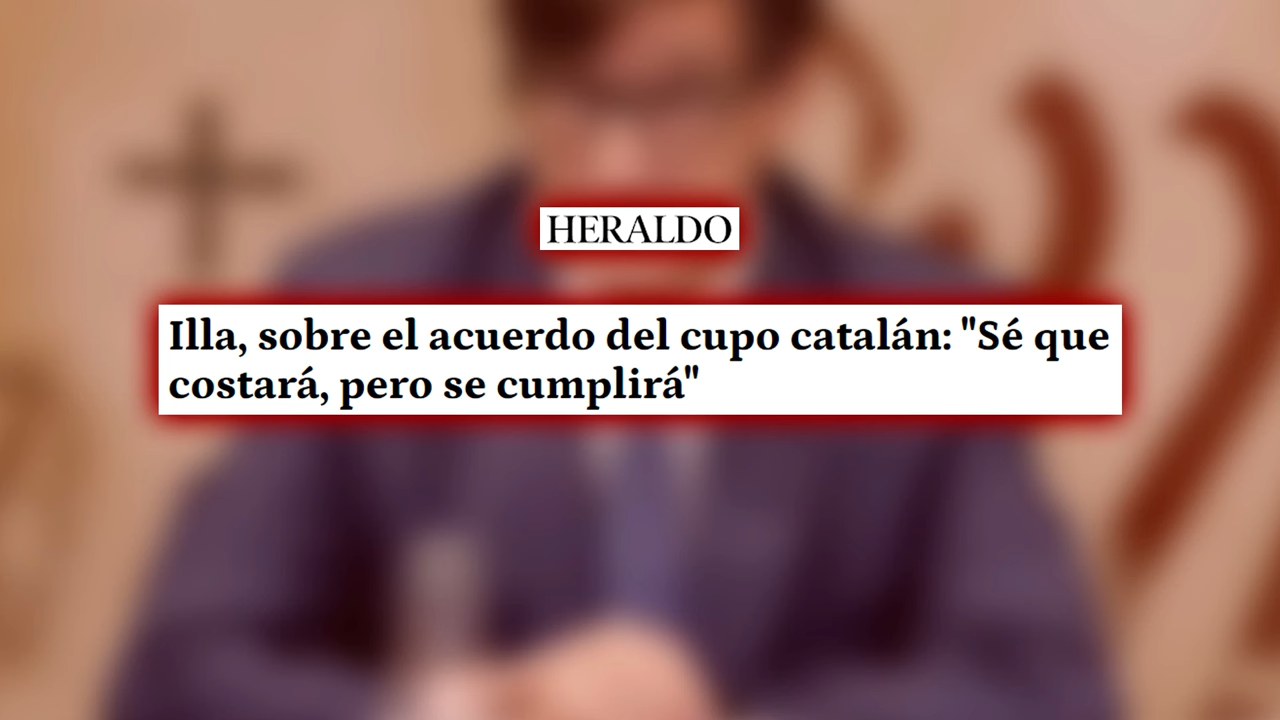 HERALDO
Illa, sobre el acuerdo del cupo catalán: "Sé que
costará, pero se cumplirá"